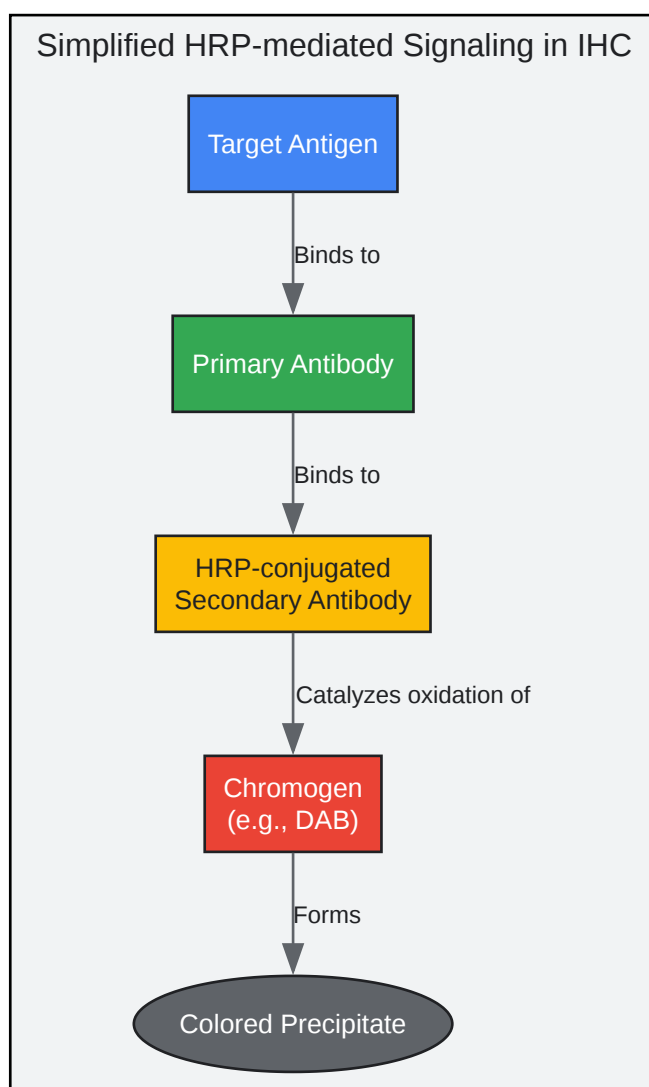 Simplified HRP-mediated Signaling in IHC
Target Antigen
Binds to
Primary Antibody
Binds to
HRP-conjugated
Secondary Antibody
Catalyzes oxidation of
Chromogen
(e.g., DAB)
Forms
Colored Precipitate